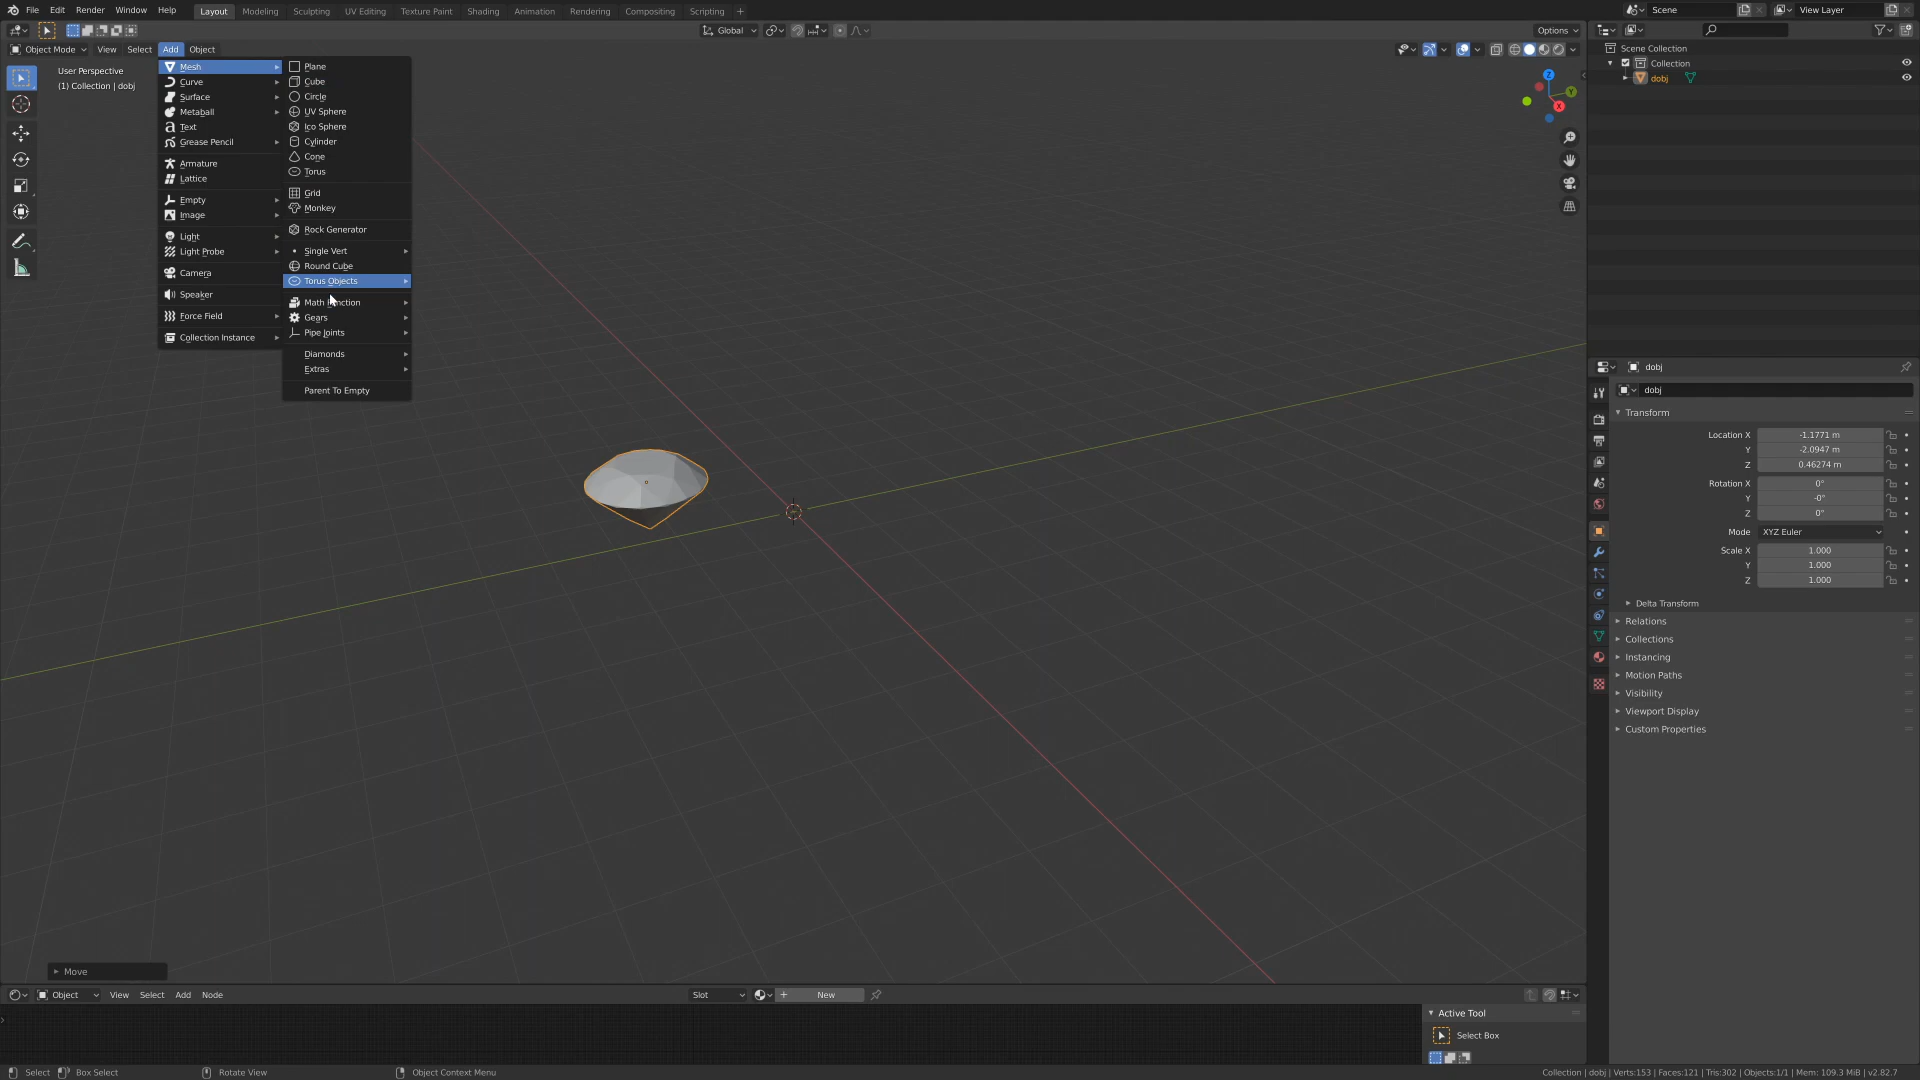 File Edit Render Window Help Layout Modeling Sculpting UV Editing Texture Paint Shading Animation Rendering Compositing Scripting + Scene View Layer
Global Options
Object Mode View Select Add Object
User Perspective
(1) Collection | dobj
Mesh
Curve
Surface
Metaball
Text
Grease Pencil
Armature
Lattice
Empty
Image
Light
Light Probe
Camera
Speaker
Force Field
Collection Instance
Plane
Cube
Circle
UV Sphere
Ico Sphere
Cylinder
Cone
Torus
Grid
Monkey
Rock Generator
Single Vert
Round Cube
Torus Objects
Math Function
Gears
Pipe Joints
Diamonds
Extras
Parent To Empty
Z
Y
X
Scene Collection
Collection
dobj
dobj
dobj
Transform
Location X -1.1771 m
Y -2.0947 m
Z 0.46274 m
Rotation X 0°
Y -0°
Z 0°
Mode XYZ Euler
Scale X 1.000
Y 1.000
Z 1.000
Delta Transform
Relations
Collections
Instancing
Motion Paths
Visibility
Viewport Display
Custom Properties
Move
Object View Select Add Node Slot + New
Active Tool
Select Box
Select Box Select Rotate View Object Context Menu Collection | dobj | Verts:153 | Faces:121 | Tris:302 | Objects:1/1 | Mem: 109.3 MiB | v2.82.7